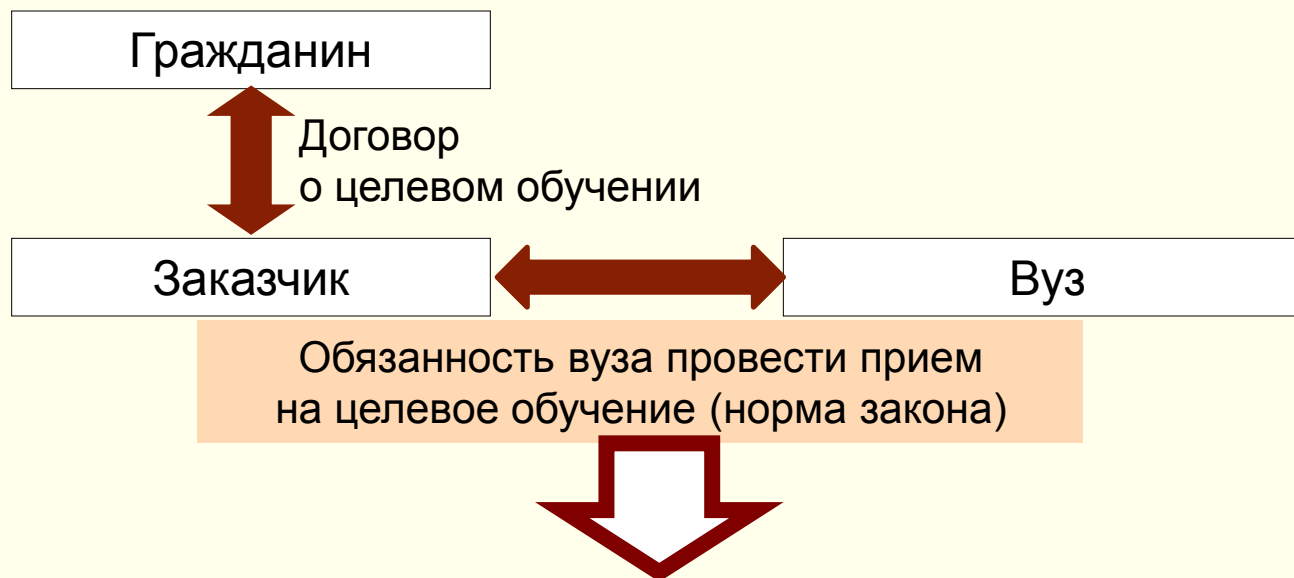 Гражданин
Договор
о целевом обучении
Заказчик
Вуз
Обязанность вуза провести прием
на целевое обучение (норма закона)